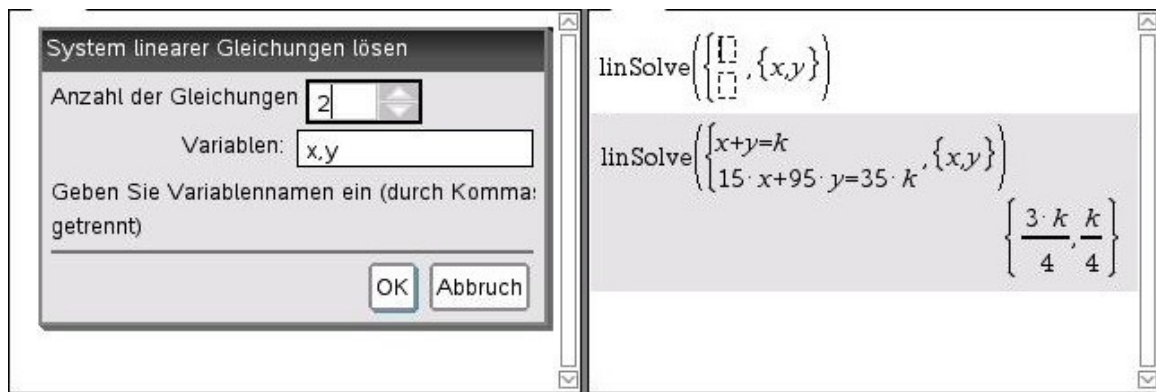 System linearer Gleichungen lösen
Anzahl der Gleichungen 2
Variablen: x,y
Geben Sie Variablennamen ein (durch Kommas
getrennt)
OK Abbruch
linSolve({ ,{x,y})
linSolve({x+y=k
15·x+95·y=35·k ,{x,y})
{3·k/4, k/4}